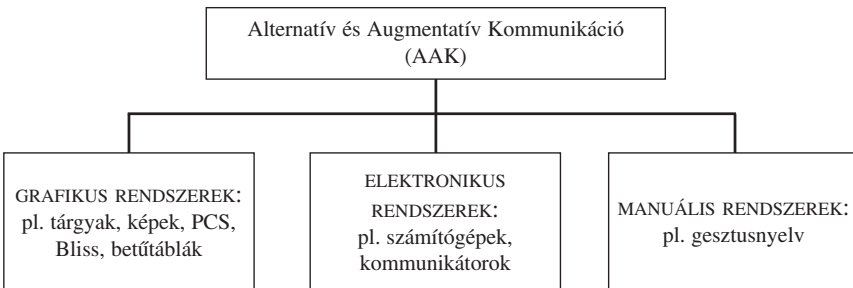 Alternatív és Augmentatív Kommunikáció
(AAK)
GRAFIKUS RENDSZEREK:
pl. tárgyak, képek, PCS,
Bliss, betűtáblák
ELEKTRONIKUS
RENDSZEREK:
pl. számítógépek,
kommunikátorok
MANUÁLIS RENDSZEREK:
pl. gesztusnyelv